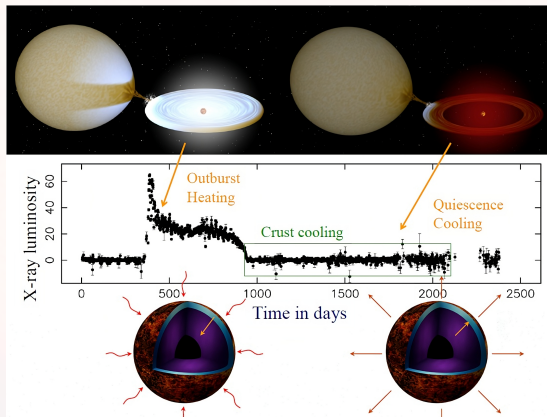 Outburst
Heating
Quiescence
Cooling
Crust cooling
X-ray luminosity
60
40
20
0
0
500
1000
1500
2000
2500
Time in days